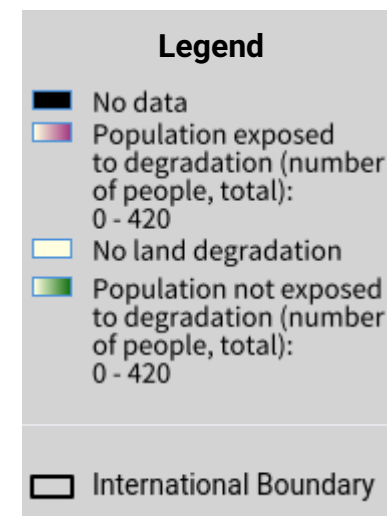 Legend
No data
Population exposed
to degradation (number
of people, total):
0 - 420
No land degradation
Population not exposed
to degradation (number
of people, total):
0 - 420
International Boundary